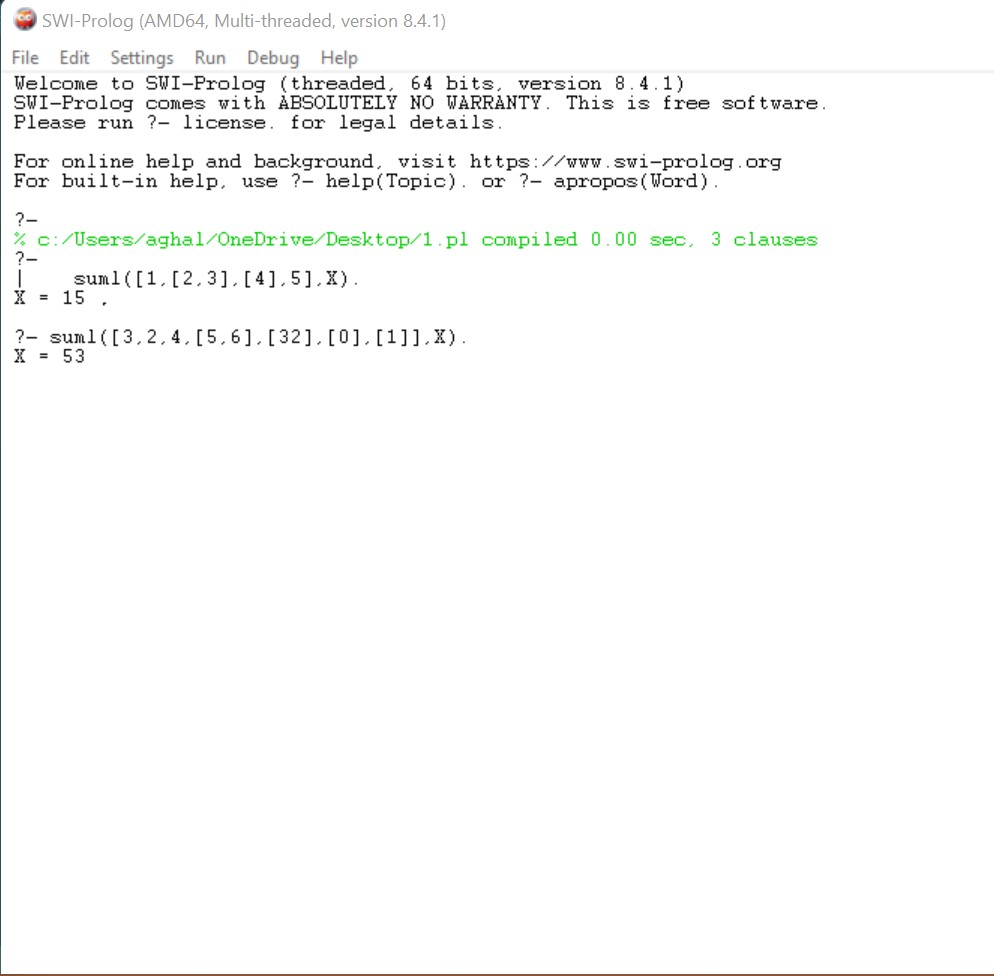 SWI-Prolog (AMD64, Multi-threaded, version 8.4.1)
File Edit Settings Run Debug Help
Welcome to SWI-Prolog (threaded, 64 bits, version 8.4.1)
SWI-Prolog comes with ABSOLUTELY NO WARRANTY. This is free software.
Please run ?- license. for legal details.
For online help and background, visit https://www.swi-prolog.org
For built-in help, use ?- help(Topic). or ?- apropos(Word).
?-
% c:/Users/aghal/OneDrive/Desktop/1.pl compiled 0.00 sec, 3 clauses
?-
|    suml([1,[2,3],[4],5],X).
X = 15 .
?- suml([3,2,4,[5,6],[32],[0],[1]],X).
X = 53